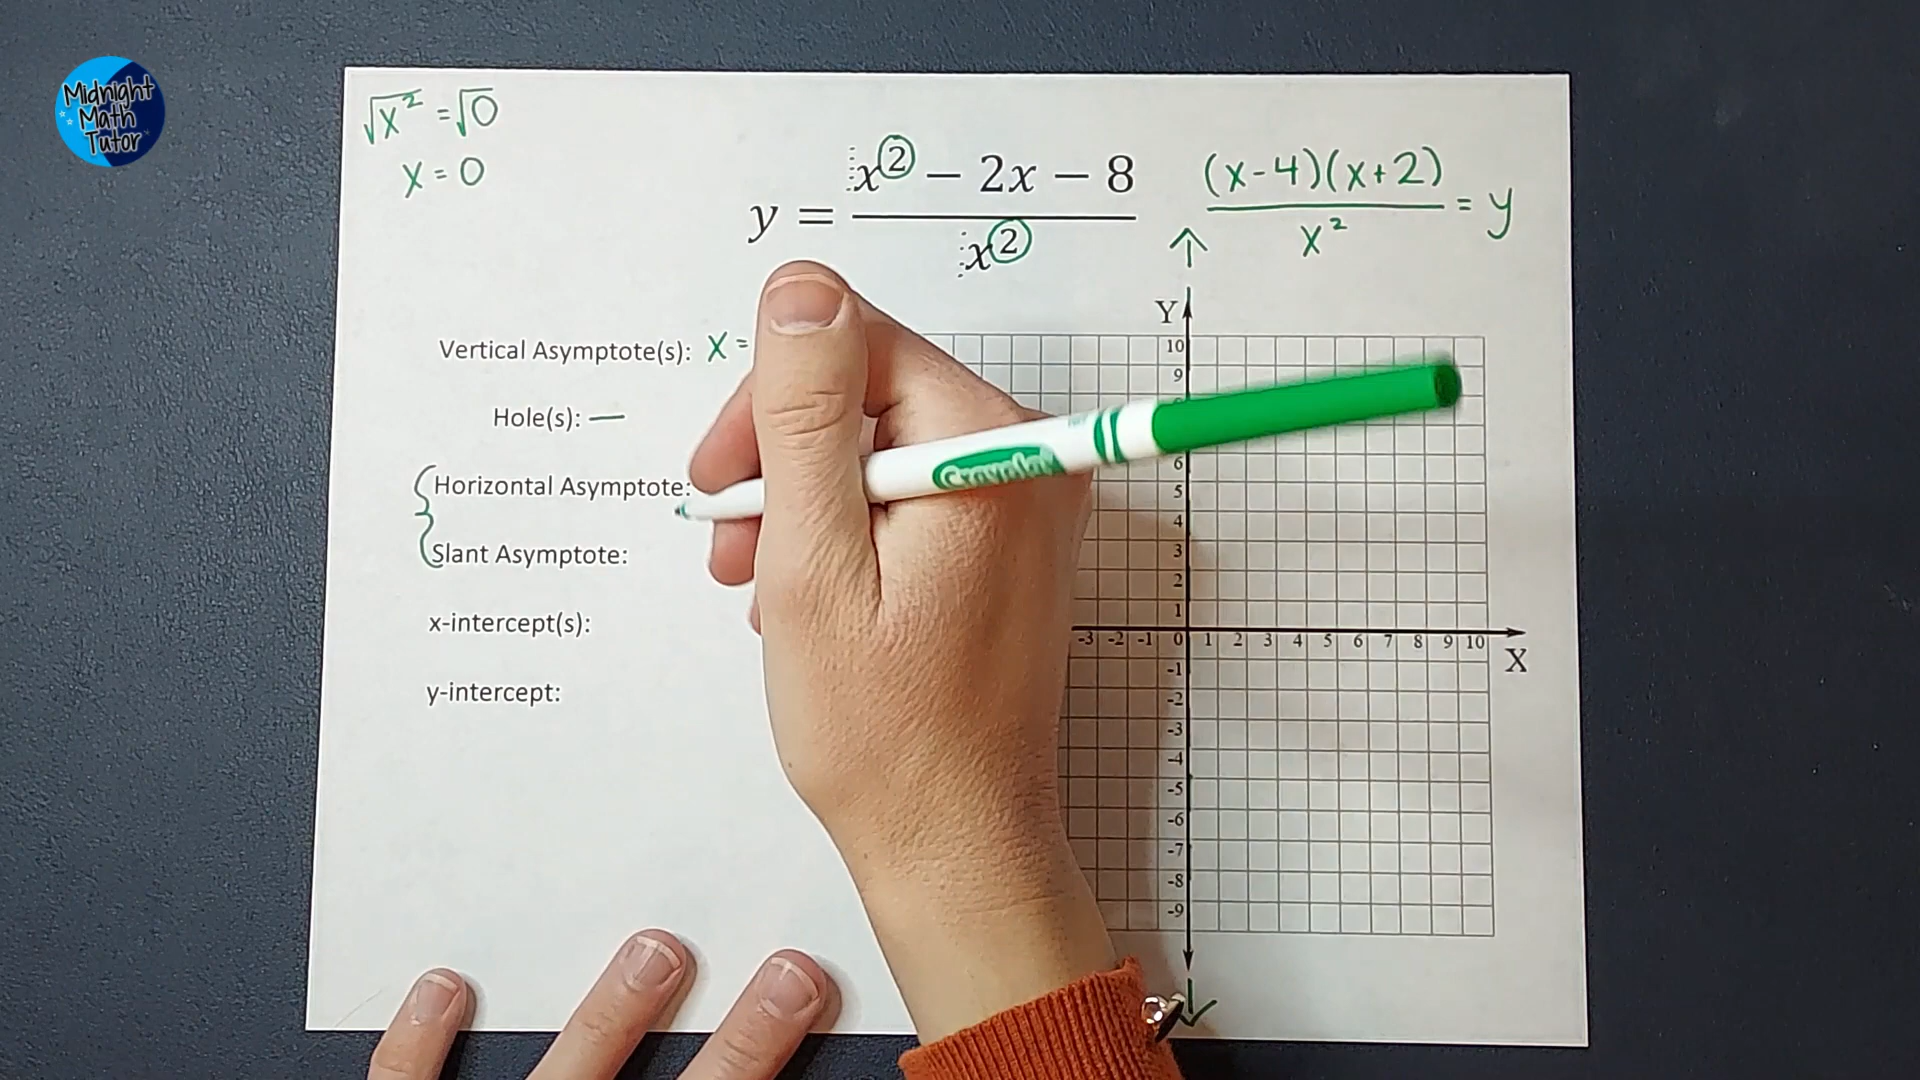 Midnight
Math
Tutor
√x² = √0
x = 0
y = \frac{x² − 2x − 8}{x²}
\frac{(x-4)(x+2)}{x²} = y
Vertical Asymptote(s): x =
Hole(s): —
Horizontal Asymptote:
Slant Asymptote:
x-intercept(s):
y-intercept:
Y
10
9
6
5
4
3
2
1
-3 -2 -1 0 1 2 3 4 5 6 7 8 9 10
X
-1
-2
-3
-4
-5
-6
-7
-8
-9
Crayola